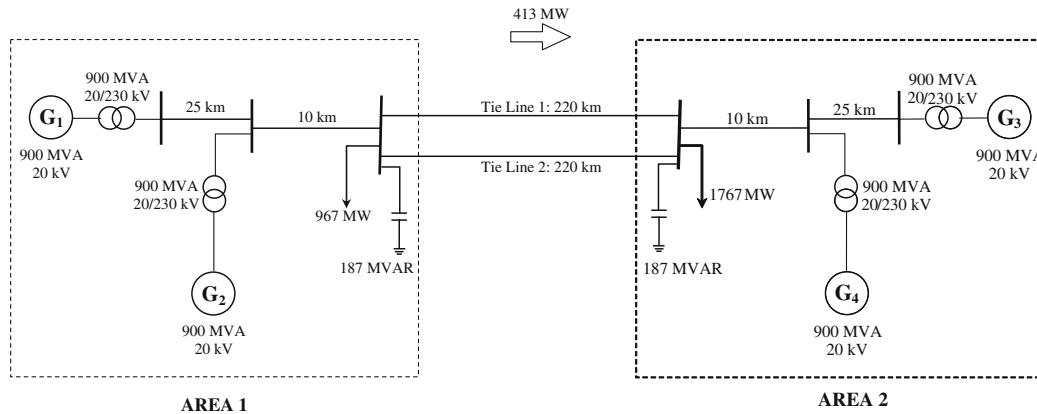 413 MW
900 MVA
20/230 kV
G1
900 MVA
20 kV
25 km
10 km
900 MVA
20/230 kV
G2
900 MVA
20 kV
967 MW
187 MVAR
Tie Line 1: 220 km
Tie Line 2: 220 km
AREA 1
10 km
25 km
900 MVA
20/230 kV
G3
900 MVA
20 kV
1767 MW
187 MVAR
900 MVA
20/230 kV
G4
900 MVA
20 kV
AREA 2